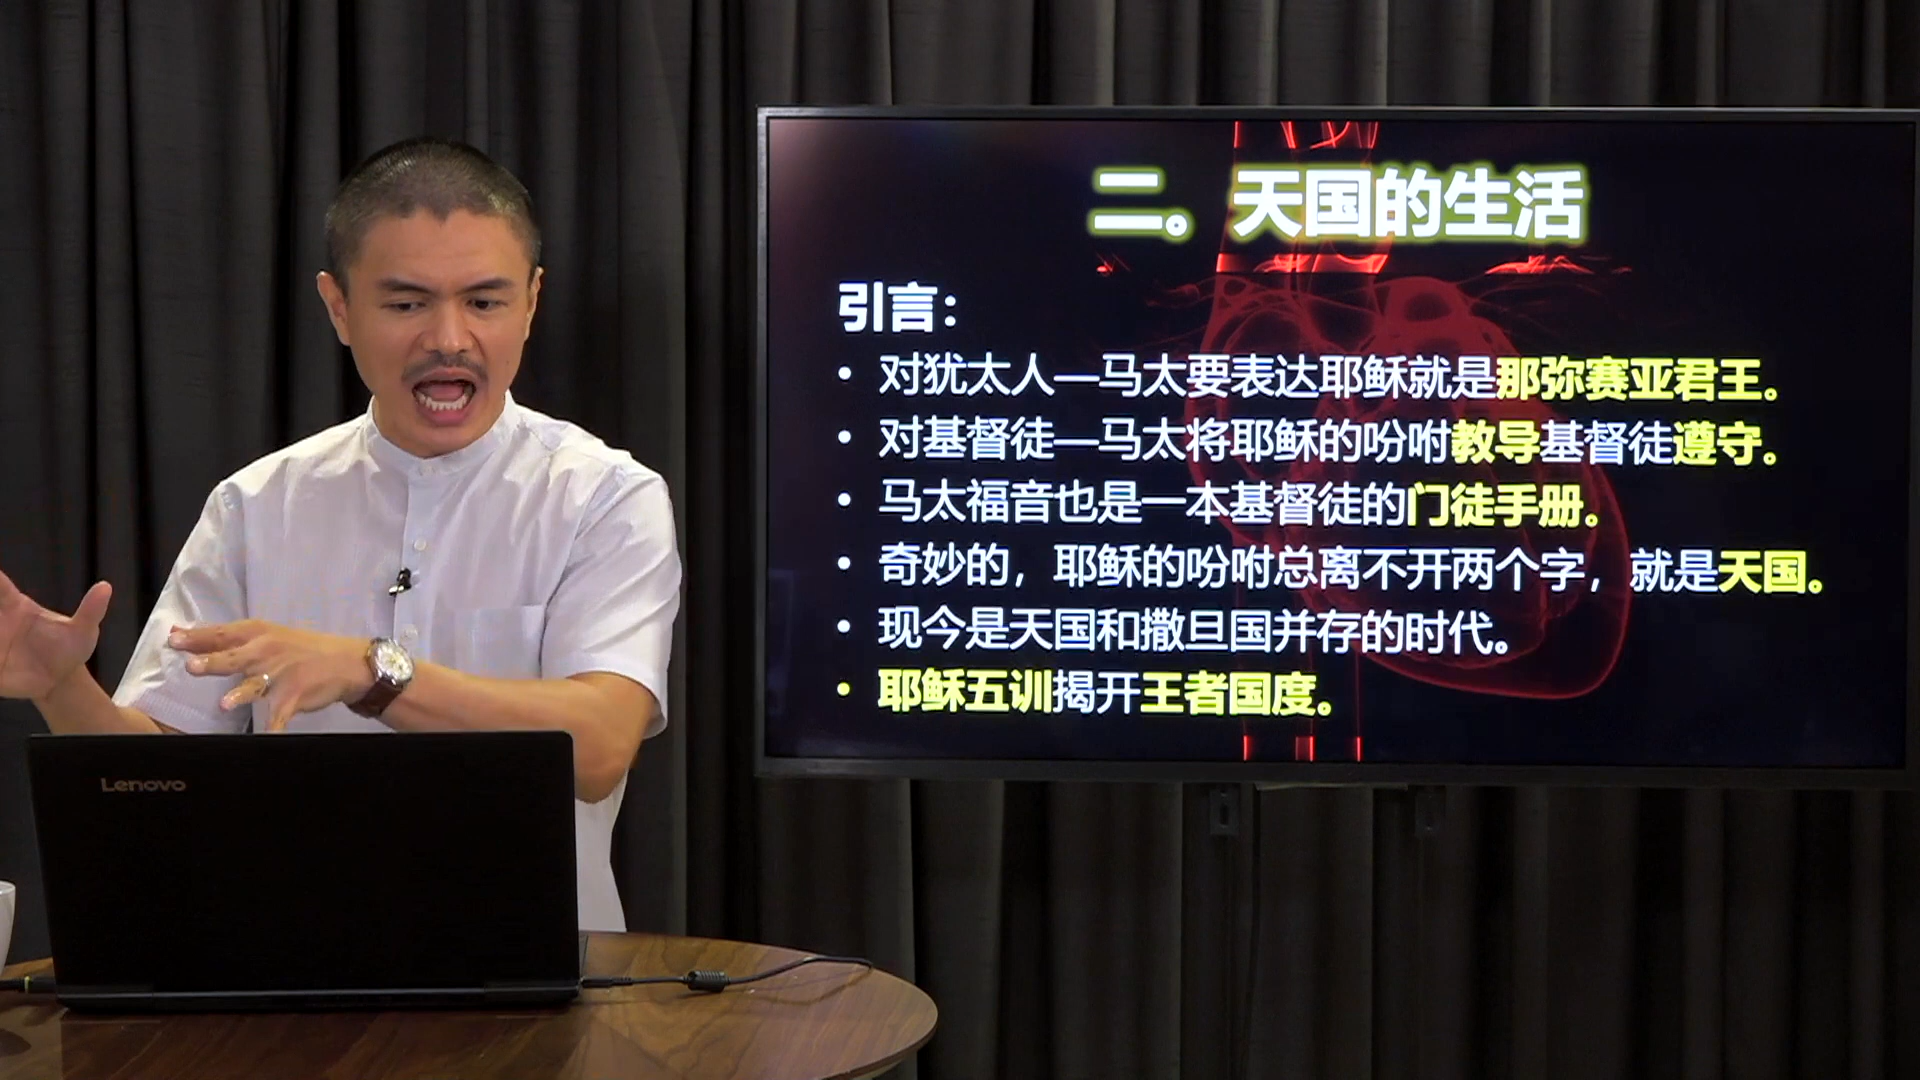 二。天国的生活
引言：
• 对犹太人—马太要表达耶稣就是那弥赛亚君王。
• 对基督徒—马太将耶稣的吩咐教导基督徒遵守。
• 马太福音也是一本基督徒的门徒手册。
• 奇妙的，耶稣的吩咐总离不开两个字，就是天国。
• 现今是天国和撒旦国并存的时代。
• 耶稣五训揭开王者国度。
Lenovo